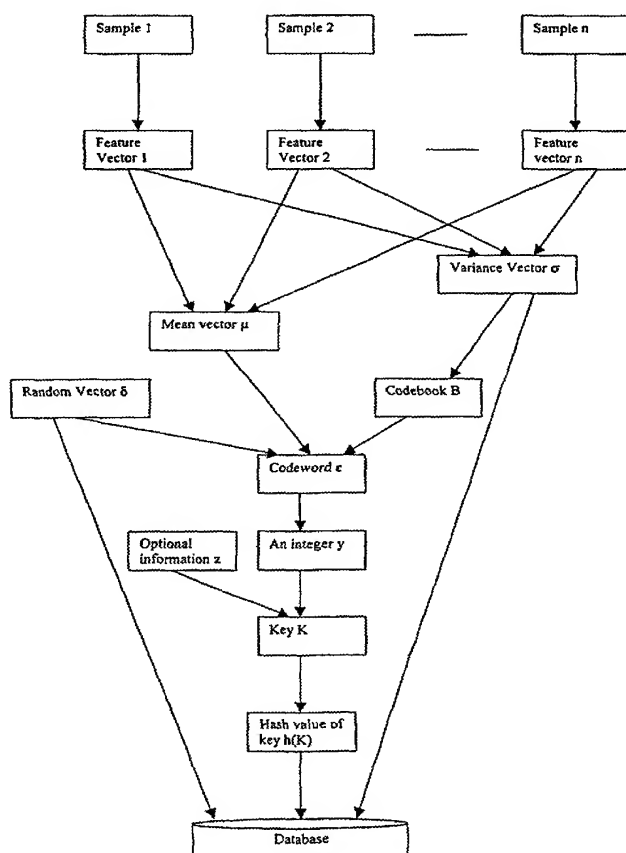 Sample 1
Sample 2
Sample n
Feature
Vector 1
Feature
Vector 2
Feature
vector n
Variance Vector σ
Mean vector μ
Random Vector δ
Codebook B
Codeword c
An integer y
Optional
information z
Key K
Hash value of
key h(K)
Database